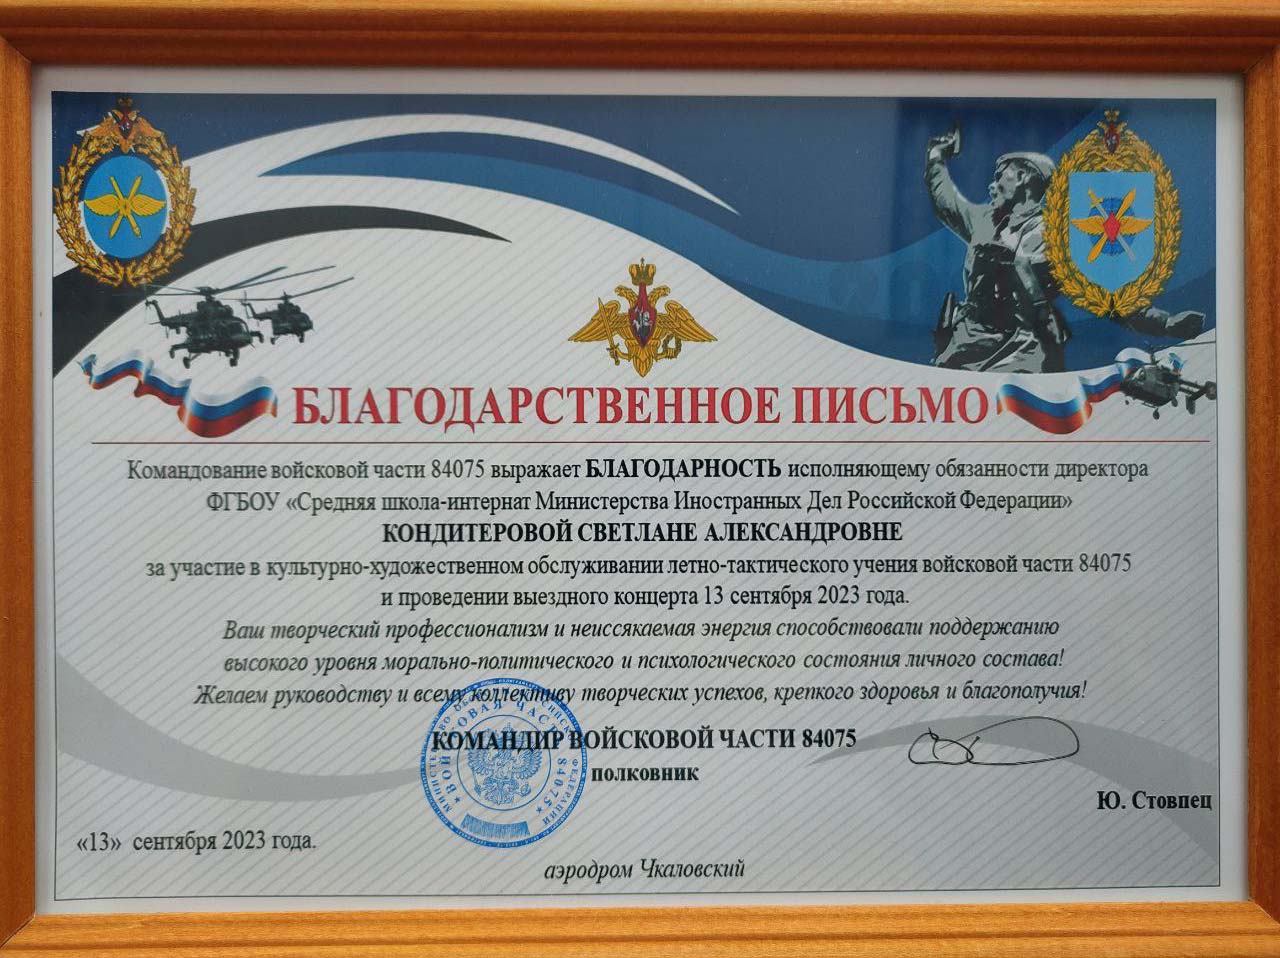 БЛАГОДАРСТВЕННОЕ ПИСЬМО
Командование войсковой части 84075 выражает БЛАГОДАРНОСТЬ исполняющему обязанности директора
ФГБОУ «Средняя школа-интернат Министерства Иностранных Дел Российской Федерации»
КОНДИТЕРОВОЙ СВЕТЛАНЕ АЛЕКСАНДРОВНЕ
за участие в культурно-художественном обслуживании летно-тактического учения войсковой части 84075
и проведении выездного концерта 13 сентября 2023 года.
Ваш творческий профессионализм и неиссякаемая энергия способствовали поддержанию
высокого уровня морально-политического и психологического состояния личного состава!
Желаем руководству и всему коллективу творческих успехов, крепкого здоровья и благополучия!
КОМАНДИР ВОЙСКОВОЙ ЧАСТИ 84075
полковник
Ю. Стовпец
«13» сентября 2023 года.
аэродром Чкаловский
ВОЙСКОВАЯ ЧАСТЬ 84075